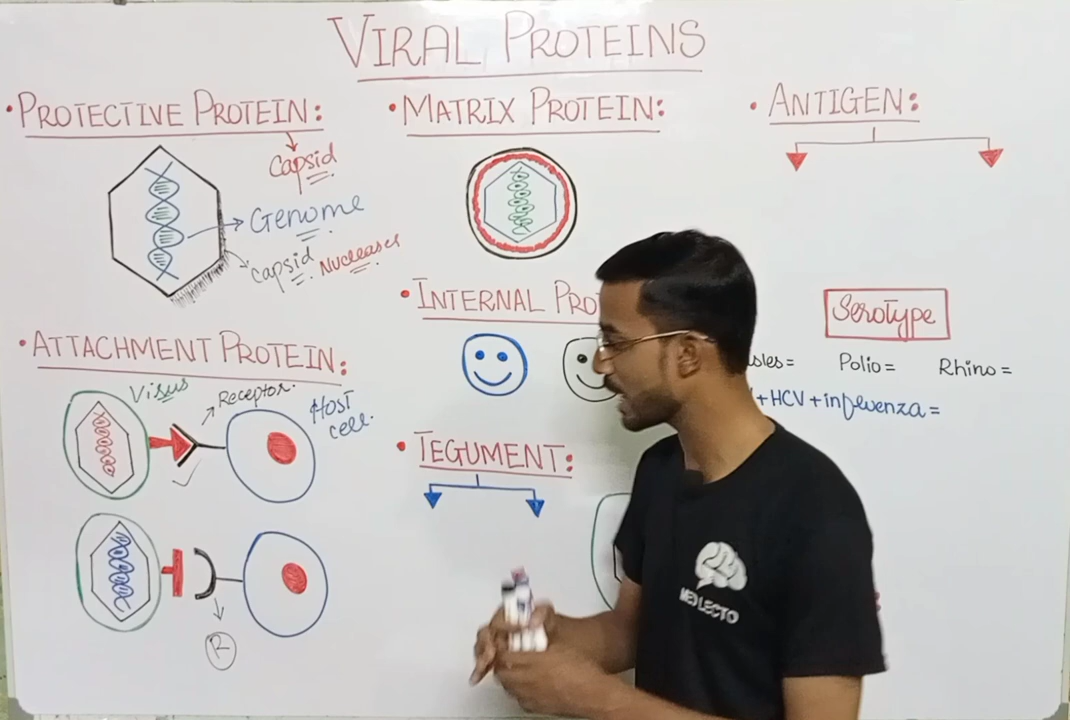 VIRAL PROTEINS
• PROTECTIVE PROTEIN:
Capsid
Genome
capsid Nucleases
• ATTACHMENT PROTEIN:
Virus
Receptor.
HOST
cell.
R
• MATRIX PROTEIN:
• INTERNAL PRO
• TEGUMENT:
• ANTIGEN:
Serotype
sles= Polio= Rhino=
+HCV+influenza=
MEDLECTO